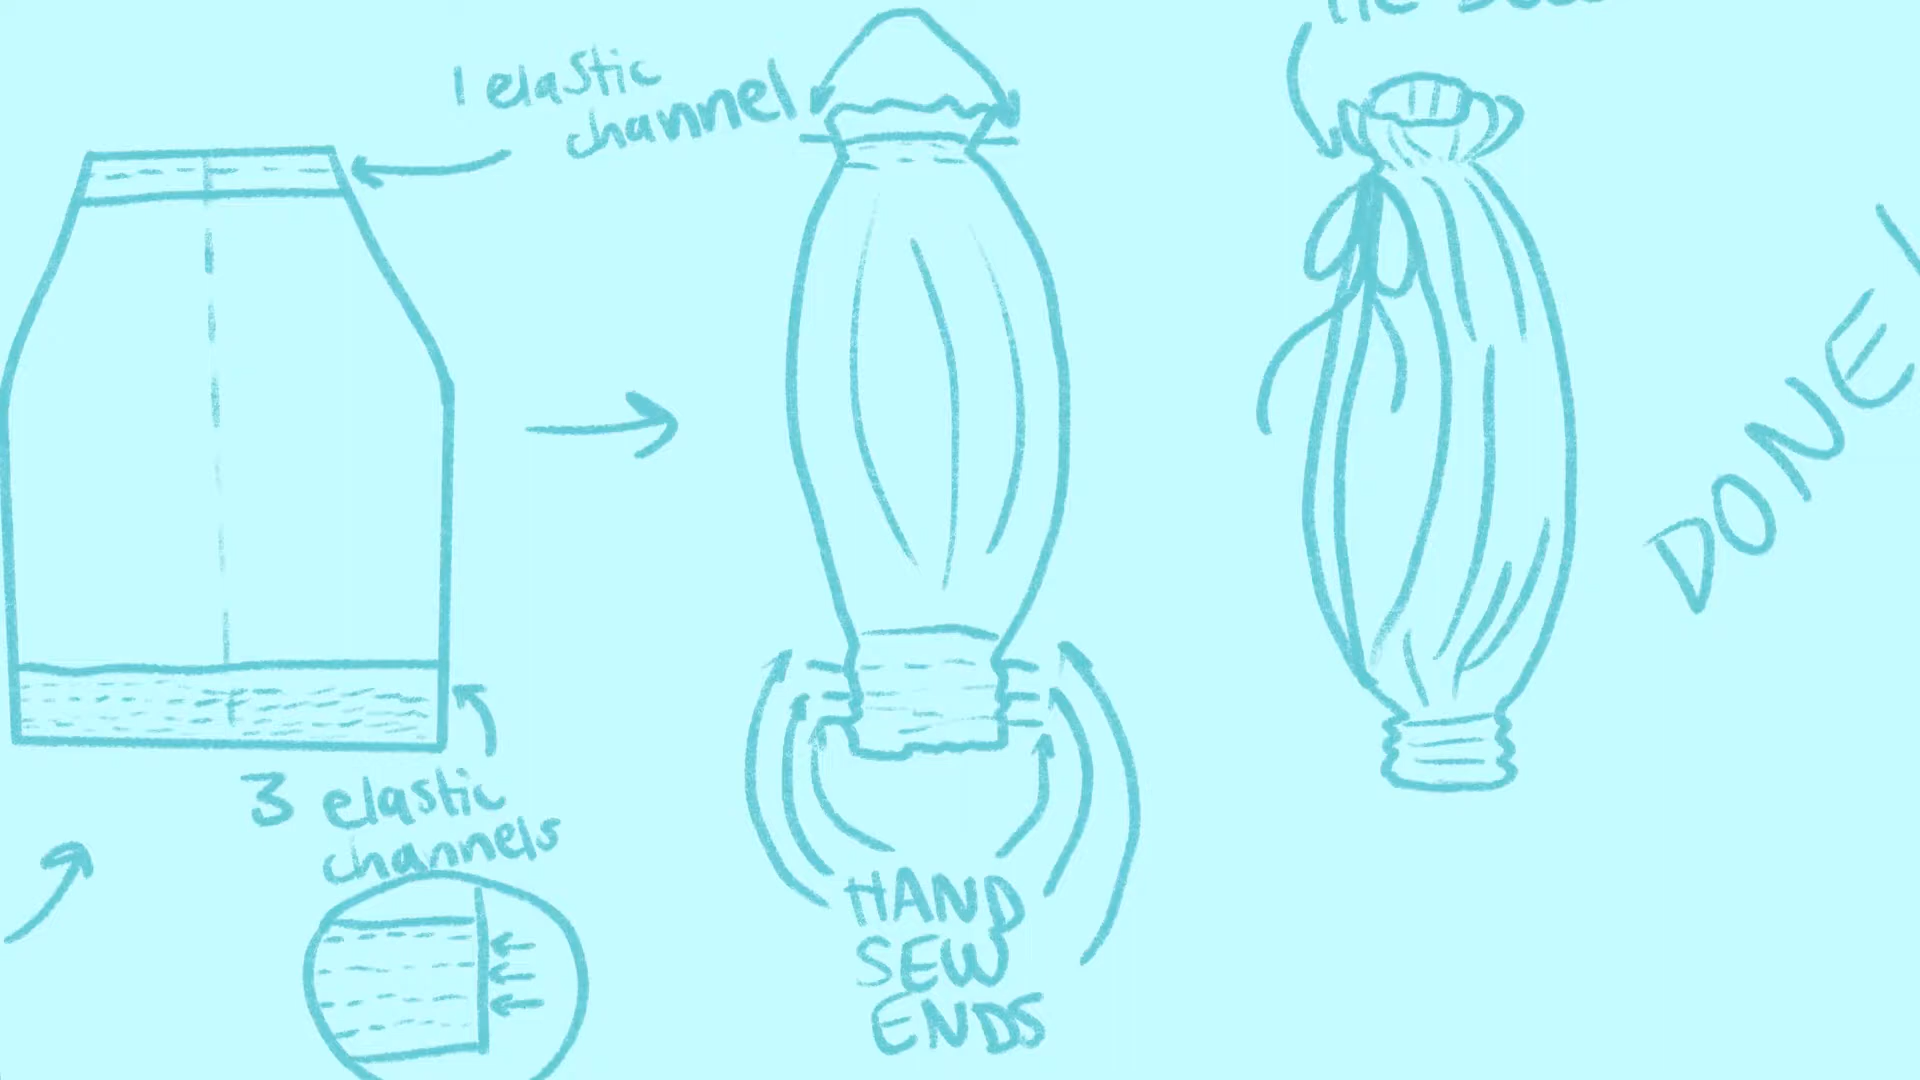 1 elastic
channel
3 elastic
channels
HAND
SEW
ENDS
DONE